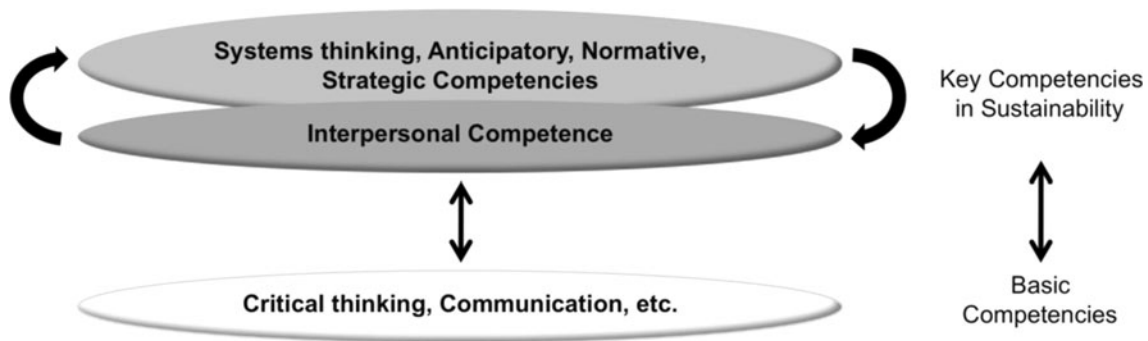 Systems thinking, Anticipatory, Normative,
Strategic Competencies
Interpersonal Competence
Key Competencies
in Sustainability
Critical thinking, Communication, etc.
Basic
Competencies